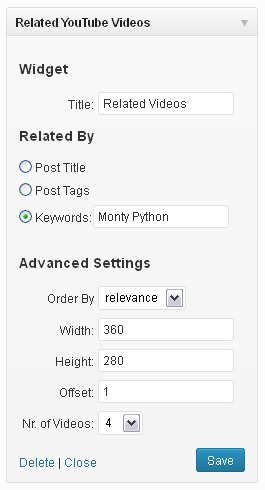 Related YouTube Videos
Widget
Title: Related Videos
Related By
Post Title
Post Tags
Keywords: Monty Python
Advanced Settings
Order By relevance
Width: 360
Height: 280
Offset: 1
Nr. of Videos: 4
Delete | Close Save